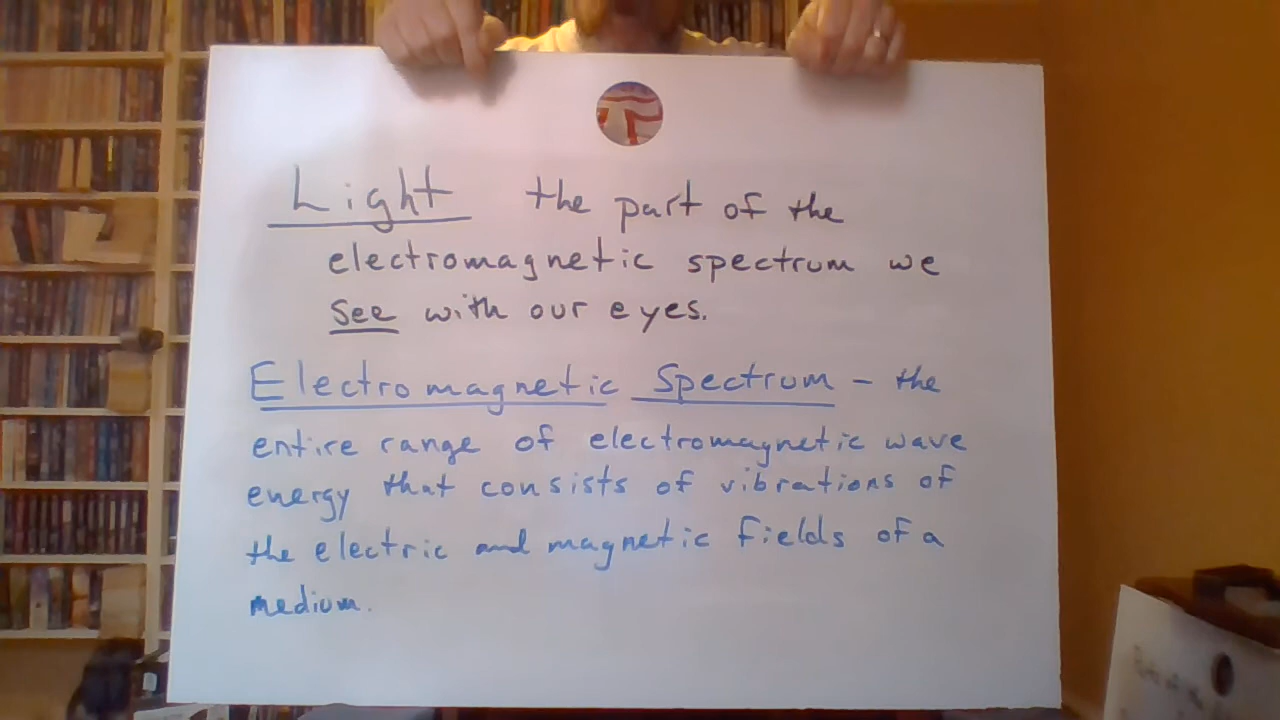 Light the part of the
electromagnetic spectrum we
see with our eyes.
Electromagnetic Spectrum - the
entire range of electromagnetic wave
energy that consists of vibrations of
the electric and magnetic fields of a
medium.